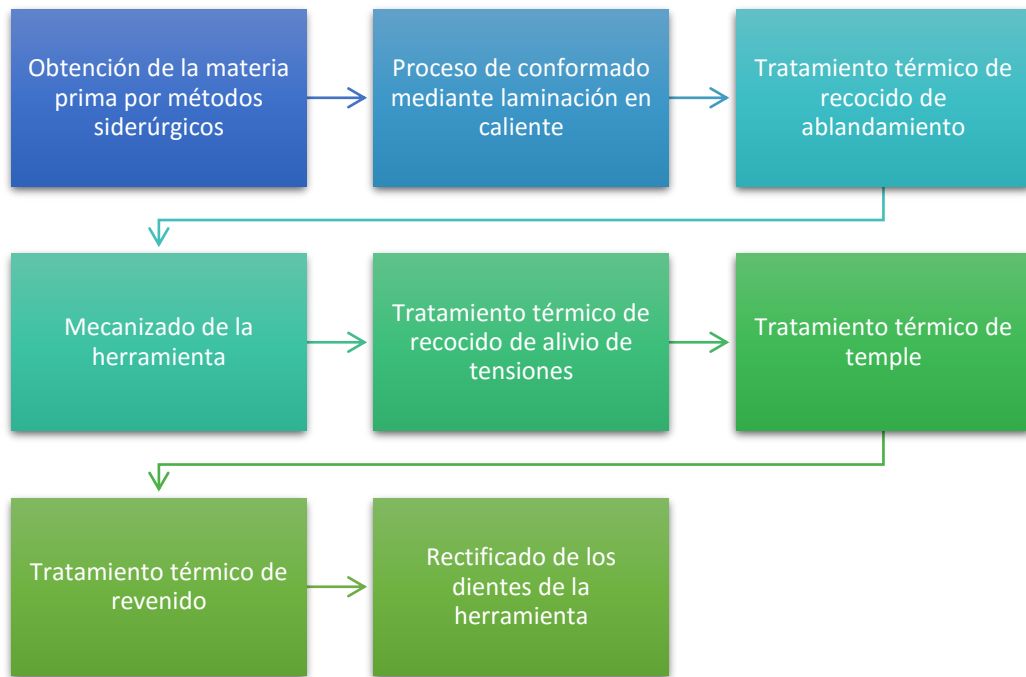 Obtención de la materia
prima por métodos
siderúrgicos
Proceso de conformado
mediante laminación en
caliente
Tratamiento térmico de
recocido de
ablandamiento
Mecanizado de la
herramienta
Tratamiento térmico de
recocido de alivio de
tensiones
Tratamiento térmico de
temple
Tratamiento térmico de
revenido
Rectificado de los
dientes de la
herramienta